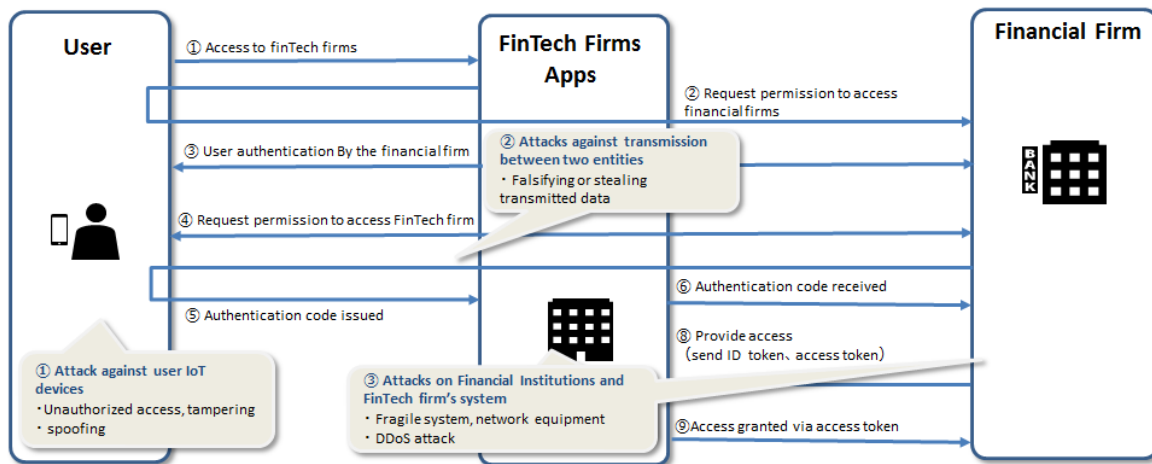 User
FinTech Firms
Apps
Financial Firm
① Access to finTech firms
② Request permission to access
financial firms
③ User authentication By the financial firm
② Attacks against transmission
between two entities
・Falsifying or stealing
transmitted data
BANK
④ Request permission to access FinTech firm
⑥ Authentication code received
⑤ Authentication code issued
⑧ Provide access
(send ID token、access token)
① Attack against user IoT
devices
・Unauthorized access, tampering
・spoofing
③ Attacks on Financial Institutions and
FinTech firm's system
・Fragile system, network equipment
・DDoS attack
⑨Access granted via access token